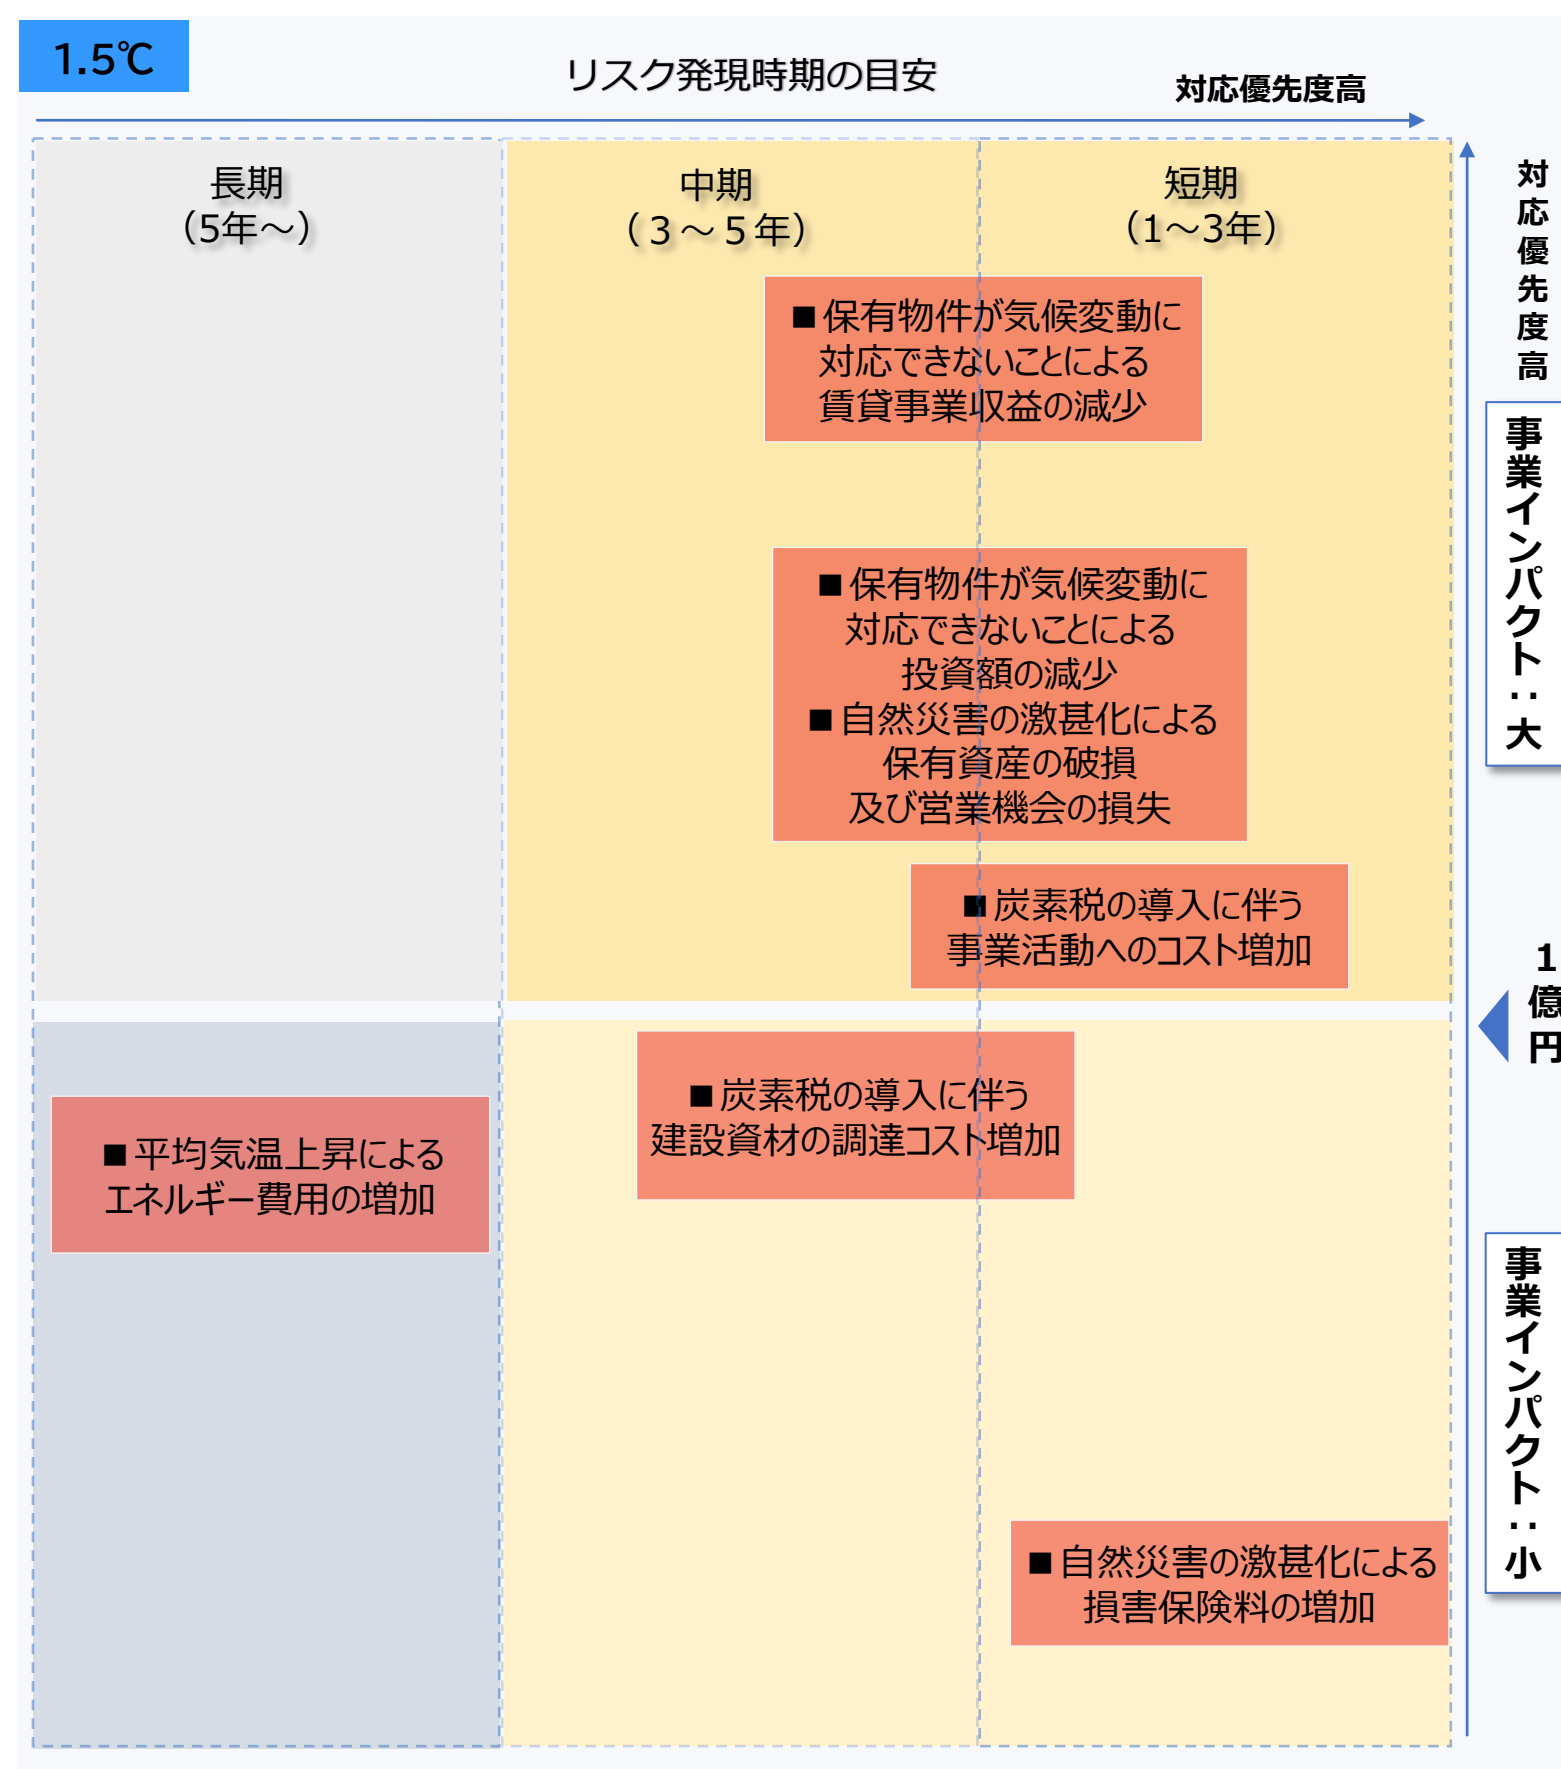 1.5℃
リスク発現時期の目安
対応優先度高
長期
（5年～）
中期
（３～５年）
短期
（1～3年）
対応優先度高
■保有物件が気候変動に
対応できないことによる
賃貸事業収益の減少
事業インパクト：大
■保有物件が気候変動に
対応できないことによる
投資額の減少
■自然災害の激甚化による
保有資産の破損
及び営業機会の損失
■炭素税の導入に伴う
事業活動へのコスト増加
1億円
■炭素税の導入に伴う
建設資材の調達コスト増加
■平均気温上昇による
エネルギー費用の増加
事業インパクト：小
■自然災害の激甚化による
損害保険料の増加